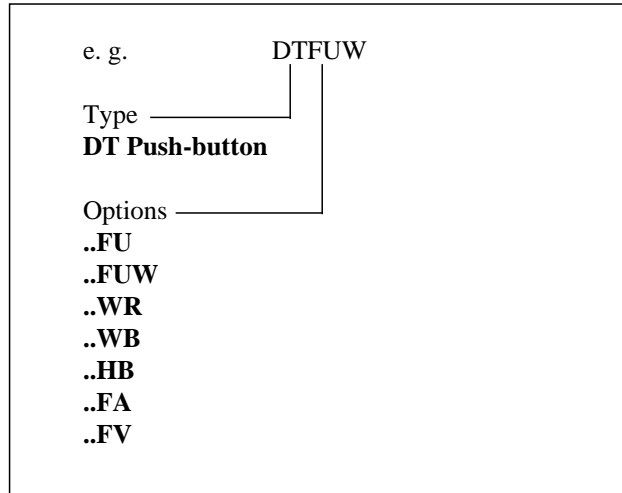 e. g. DTFUW
Type
DT Push-button
Options
..FU
..FUW
..WR
..WB
..HB
..FA
..FV